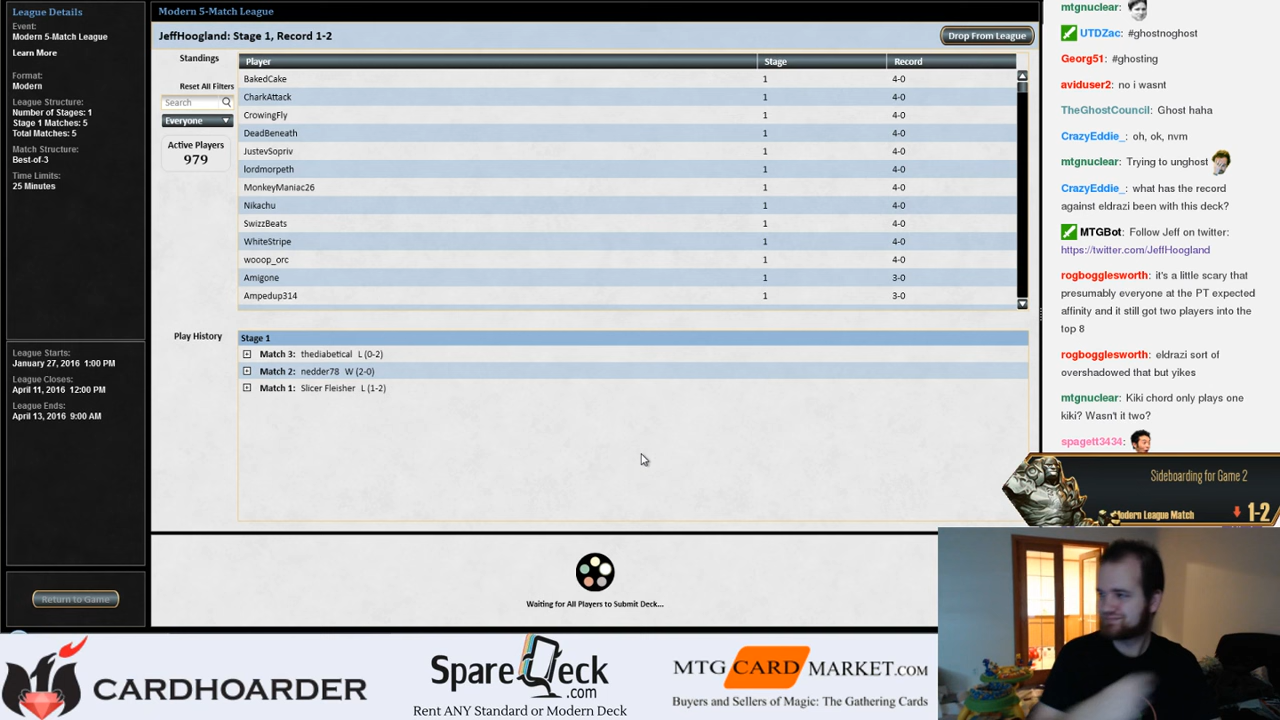 League Details
Event:
Modern 5-Match League
Learn More
Format:
Modern
League Structure:
Number of Stages: 1
Stage 1 Matches: 5
Total Matches: 5
Match Structure:
Best-of-3
Time Limits:
25 Minutes
League Starts:
January 27, 2016 1:00 PM
League Closes:
April 11, 2016 12:00 PM
League Ends:
April 13, 2016 9:00 AM
Return to Game
Modern 5-Match League
JeffHoogland: Stage 1, Record 1-2
Drop From League
Standings
Reset All Filters
Search
Everyone
Active Players
979
Player Stage Record
BakedCake 1 4-0
CharkAttack 1 4-0
CrowingFly 1 4-0
DeadBeneath 1 4-0
JustevSopriv 1 4-0
lordmorpeth 1 4-0
MonkeyManiac26 1 4-0
Nikachu 1 4-0
SwizzBeats 1 4-0
WhiteStripe 1 4-0
wooop_orc 1 4-0
Amigone 1 3-0
Ampedup314 1 3-0
Play History
Stage 1
Match 3: thediabetical L (0-2)
Match 2: nedder78 W (2-0)
Match 1: Slicer Fleisher L (1-2)
Waiting for All Players to Submit Deck...
mtgnuclear:
UTDZac: #ghostnoghost
Georg51: #ghosting
aviduser2: no i wasnt
TheGhostCouncil: Ghost haha
CrazyEddie_: oh, ok, nvm
mtgnuclear: Trying to unghost
CrazyEddie_: what has the record
against eldrazi been with this deck?
MTGBot: Follow Jeff on twitter:
https://twitter.com/JeffHoogland
rogbogglesworth: it's a little scary that
presumably everyone at the PT expected
affinity and it still got two players into the
top 8
rogbogglesworth: eldrazi sort of
overshadowed that but yikes
mtgnuclear: Kiki chord only plays one
kiki? Wasn't it two?
spagett3434:
Sideboarding for Game 2
Modern League Match 1-2
CARDHOARDER
SpareDeck
.com
Rent ANY Standard or Modern Deck
MTG CARD MARKET.COM
Buyers and Sellers of Magic: The Gathering Cards